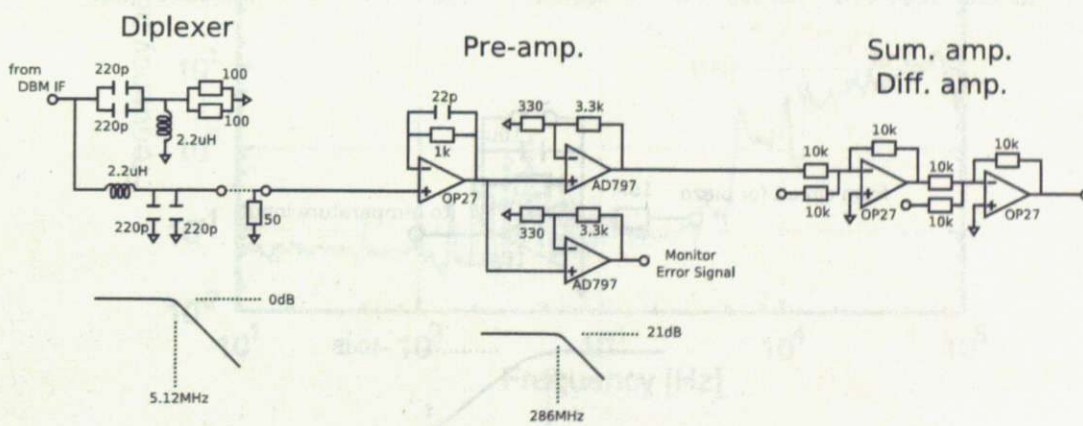 Diplexer
Pre-amp.
Sum. amp.
Diff. amp.
from
DBM IF
220p
220p
100
100
2.2uH
2.2uH
220p
220p
50
22p
1k
OP27
330
3.3k
AD797
330
3.3k
AD797
Monitor
Error Signal
10k
10k
10k
OP27
10k
10k
10k
OP27
0dB
5.12MHz
21dB
286MHz
Frequency [Hz]